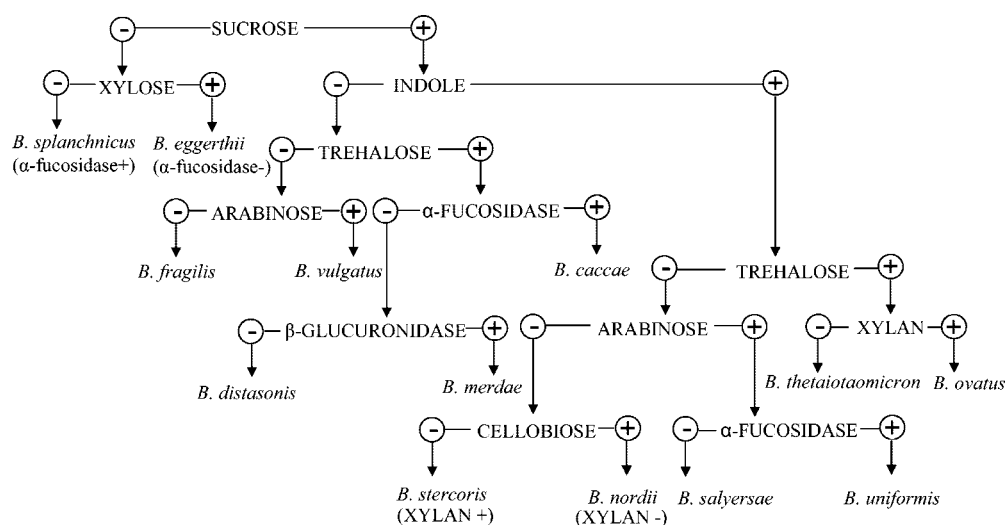 - SUCROSE +
- XYLOSE + - INDOLE +
B. splanchnicus B. eggerthii
(α-fucosidase+) (α-fucosidase-)
- TREHALOSE +
- ARABINOSE + - α-FUCOSIDASE +
B. fragilis B. vulgatus B. caccae
- TREHALOSE +
- β-GLUCURONIDASE + - ARABINOSE + - XYLAN +
B. distasonis B. merdae B. thetaiotaomicron B. ovatus
- CELLOBIOSE + - α-FUCOSIDASE +
B. stercoris B. nordii B. salyersae B. uniformis
(XYLAN +) (XYLAN -)